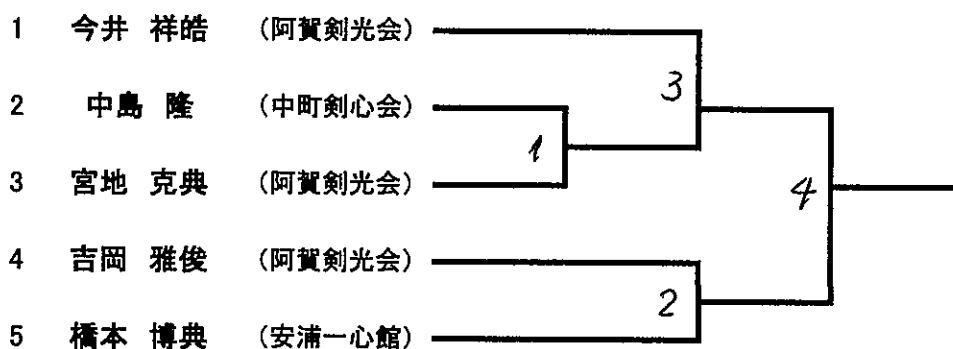 1 今井 祥皓 (阿賀剣光会)
3
2 中島 隆 (中町剣心会)
1
3 宮地 克典 (阿賀剣光会)
4
4 吉岡 雅俊 (阿賀剣光会)
2
5 橋本 博典 (安浦一心館)